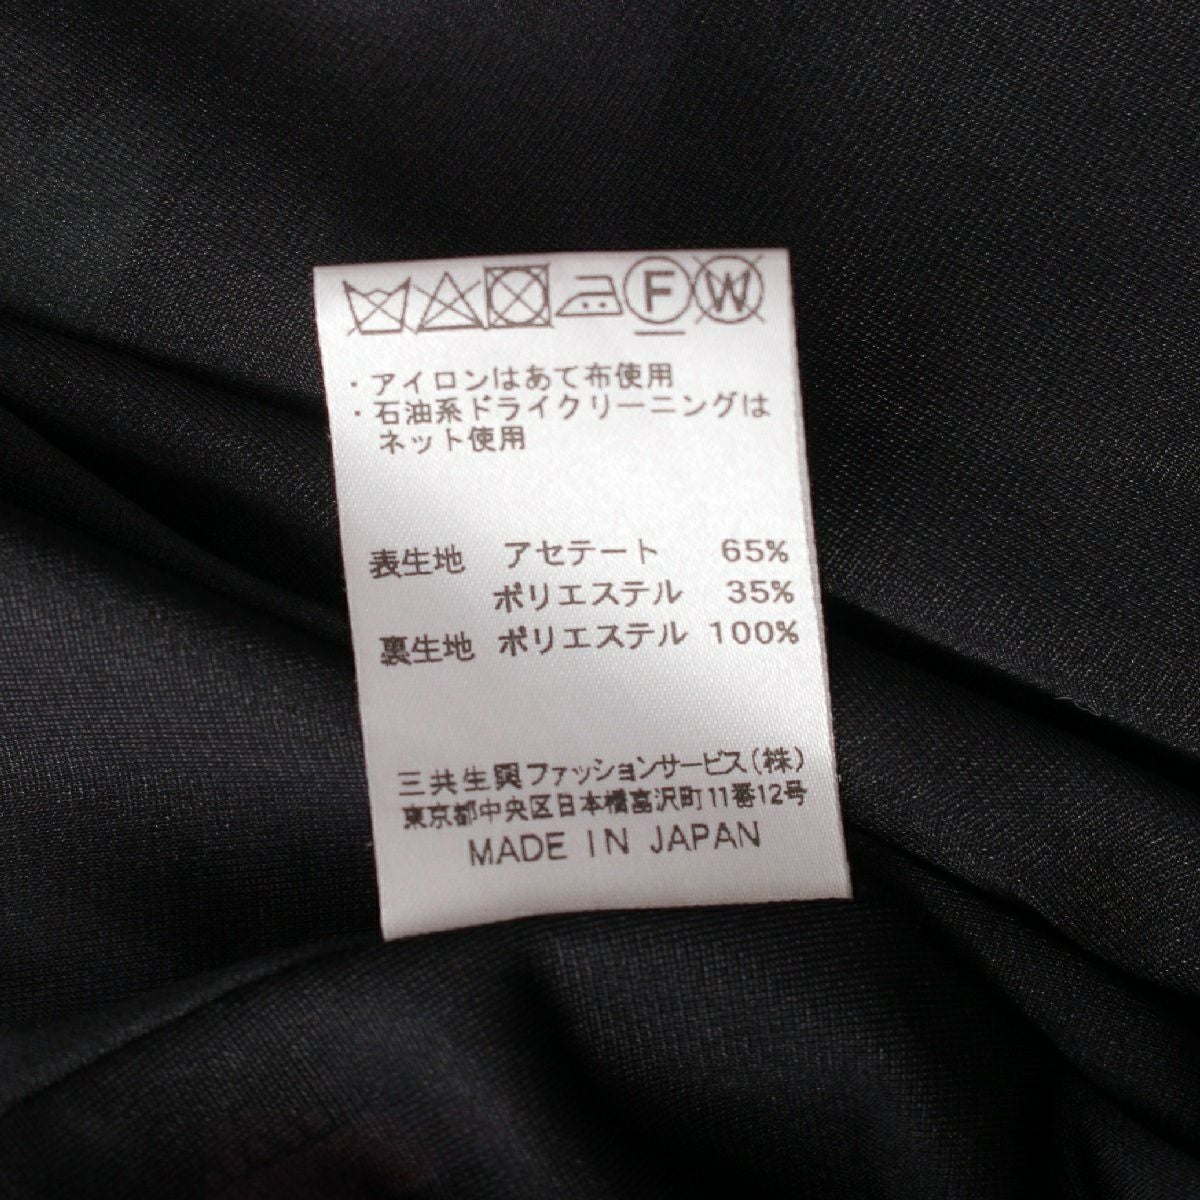 F W
・アイロンはあて布使用
・石油系ドライクリーニングは
ネット使用
表生地 アセテート 65%
ポリエステル 35%
裏生地 ポリエステル 100%
三共生興ファッションサービス(株)
東京都中央区日本橋富沢町11番12号
MADE IN JAPAN